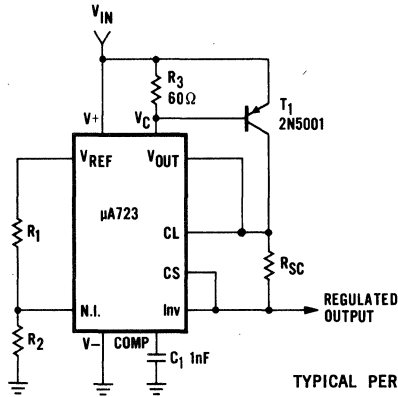 VIN
R3
60Ω
T1
2N5001
V+
VC
VREF
VOUT
μA723
R1
CL
CS
RSC
N.I.
Inv
REGULATED
OUTPUT
R2
V−
COMP
C1 1nF
TYPICAL PER